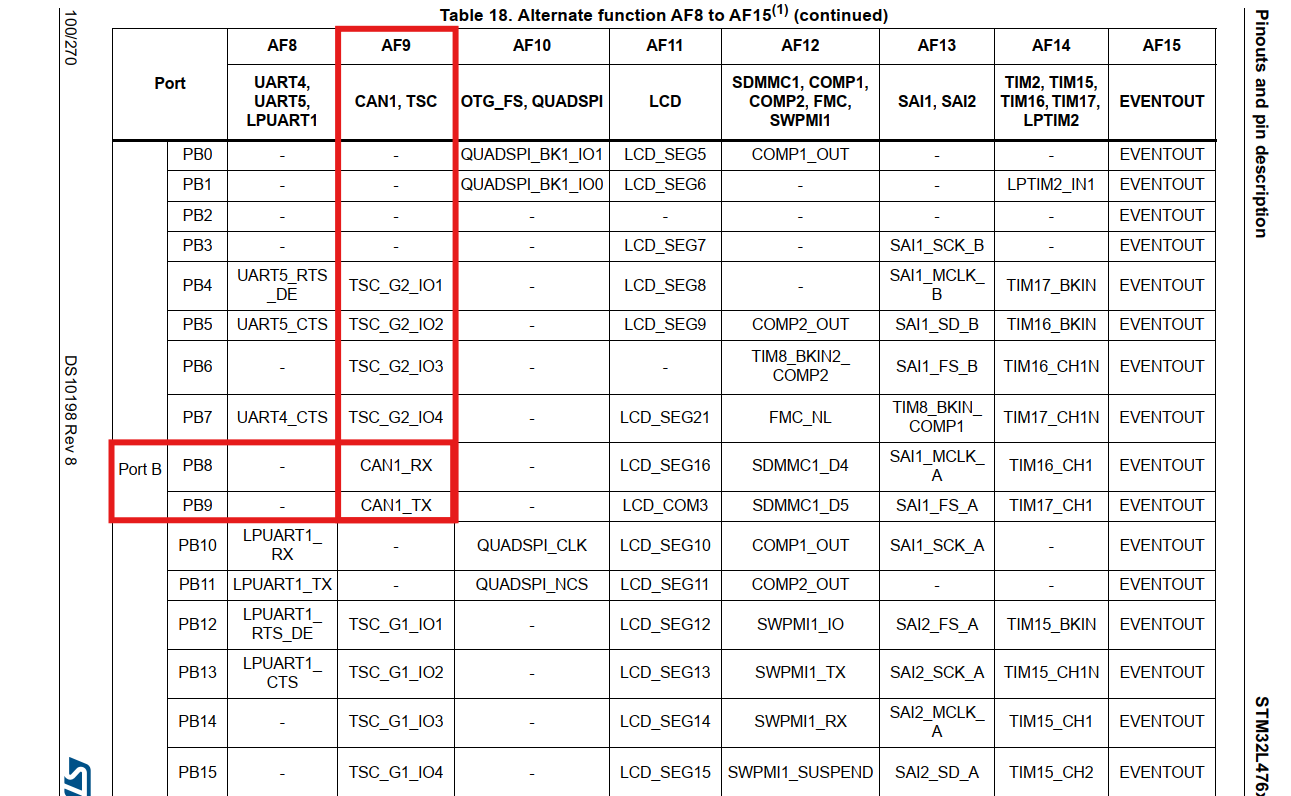 Table 18. Alternate function AF8 to AF15(1) (continued)
100/270
Pinouts and pin description
Port AF8 AF9 AF10 AF11 AF12 AF13 AF14 AF15
UART4, UART5, LPUART1 CAN1, TSC OTG_FS, QUADSPI LCD SDMMC1, COMP1, COMP2, FMC, SWPMI1 SAI1, SAI2 TIM2, TIM15, TIM16, TIM17, LPTIM2 EVENTOUT
PB0 - - QUADSPI_BK1_IO1 LCD_SEG5 COMP1_OUT - - EVENTOUT
PB1 - - QUADSPI_BK1_IO0 LCD_SEG6 - - LPTIM2_IN1 EVENTOUT
PB2 - - - - - - - EVENTOUT
PB3 - - - LCD_SEG7 - SAI1_SCK_B - EVENTOUT
PB4 UART5_RTS_DE TSC_G2_IO1 - LCD_SEG8 - SAI1_MCLK_B TIM17_BKIN EVENTOUT
PB5 UART5_CTS TSC_G2_IO2 - LCD_SEG9 COMP2_OUT SAI1_SD_B TIM16_BKIN EVENTOUT
PB6 - TSC_G2_IO3 - - TIM8_BKIN2_COMP2 SAI1_FS_B TIM16_CH1N EVENTOUT
PB7 UART4_CTS TSC_G2_IO4 - LCD_SEG21 FMC_NL TIM8_BKIN_COMP1 TIM17_CH1N EVENTOUT
Port B PB8 - CAN1_RX - LCD_SEG16 SDMMC1_D4 SAI1_MCLK_A TIM16_CH1 EVENTOUT
PB9 - CAN1_TX - LCD_COM3 SDMMC1_D5 SAI1_FS_A TIM17_CH1 EVENTOUT
PB10 LPUART1_RX - QUADSPI_CLK LCD_SEG10 COMP1_OUT SAI1_SCK_A - EVENTOUT
PB11 LPUART1_TX - QUADSPI_NCS LCD_SEG11 COMP2_OUT - - EVENTOUT
PB12 LPUART1_RTS_DE TSC_G1_IO1 - LCD_SEG12 SWPMI1_IO SAI2_FS_A TIM15_BKIN EVENTOUT
PB13 LPUART1_CTS TSC_G1_IO2 - LCD_SEG13 SWPMI1_TX SAI2_SCK_A TIM15_CH1N EVENTOUT
PB14 - TSC_G1_IO3 - LCD_SEG14 SWPMI1_RX SAI2_MCLK_A TIM15_CH1 EVENTOUT
PB15 - TSC_G1_IO4 - LCD_SEG15 SWPMI1_SUSPEND SAI2_SD_A TIM15_CH2 EVENTOUT
DS10198 Rev 8
STM32L476